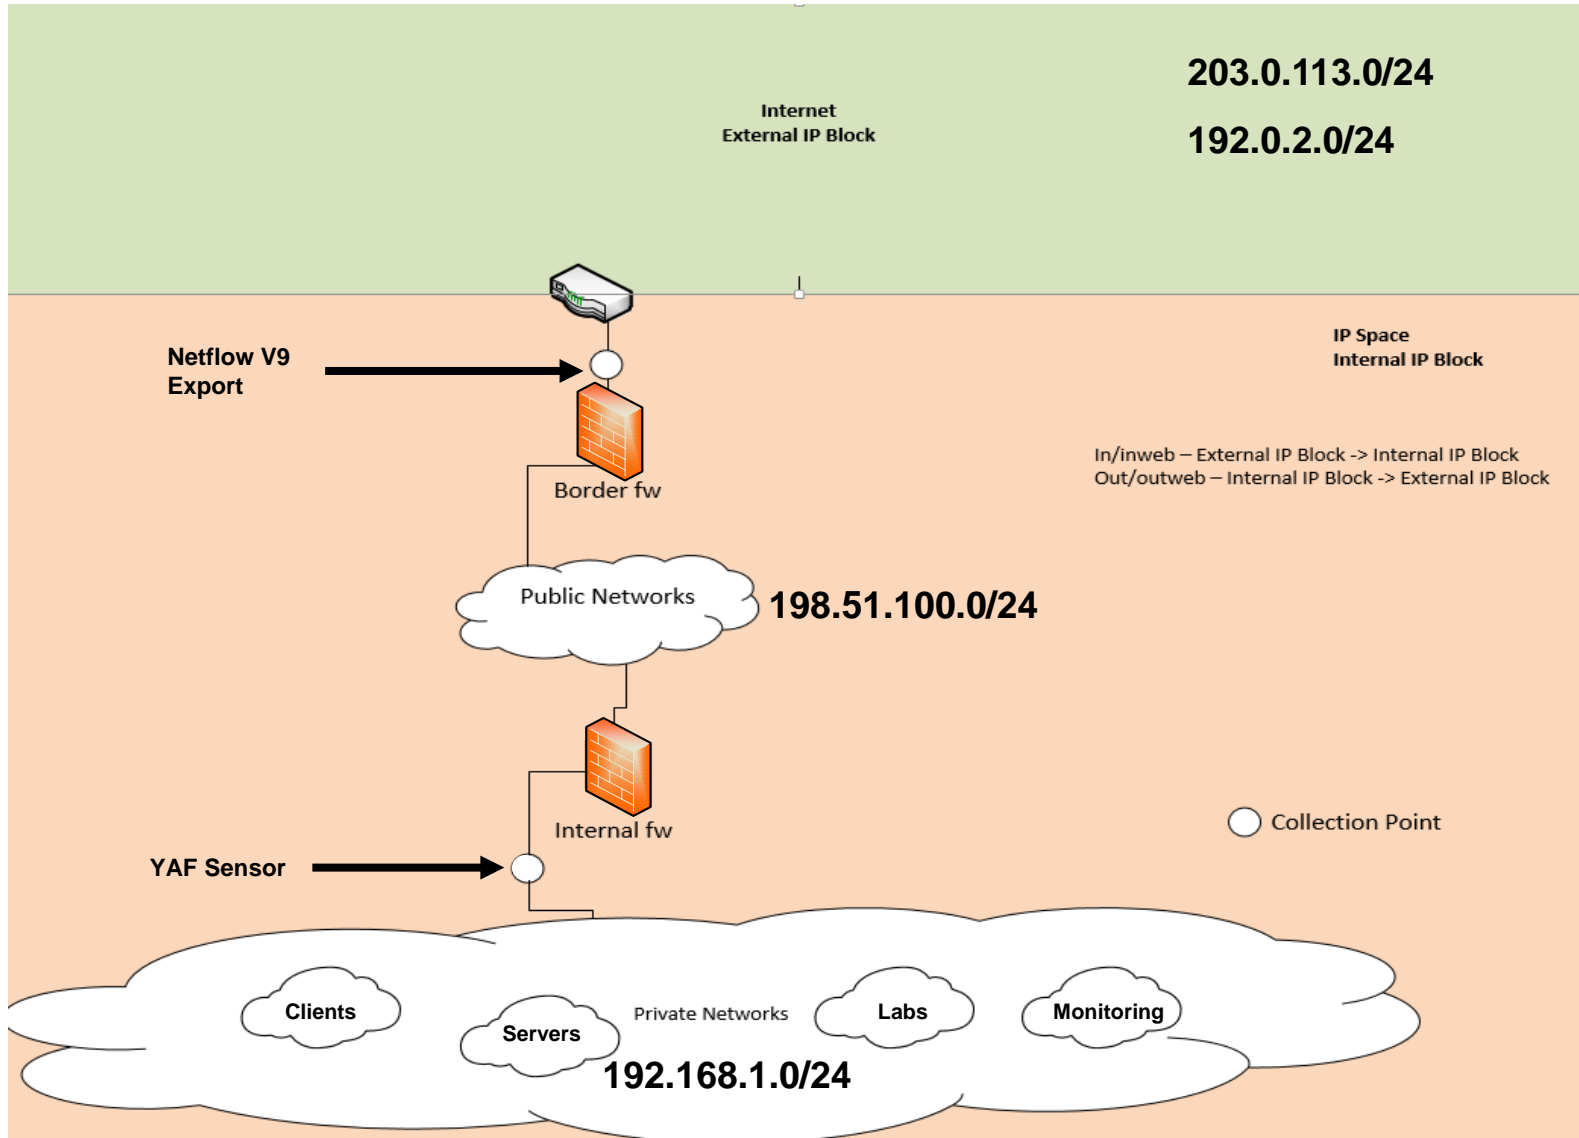 203.0.113.0/24
Internet
External IP Block
192.0.2.0/24
IP Space
Internal IP Block
Netflow V9
Export
In/inweb – External IP Block -> Internal IP Block
Out/outweb – Internal IP Block -> External IP Block
Border fw
Public Networks
198.51.100.0/24
Internal fw
Collection Point
YAF Sensor
Clients
Servers
Private Networks
Labs
Monitoring
192.168.1.0/24